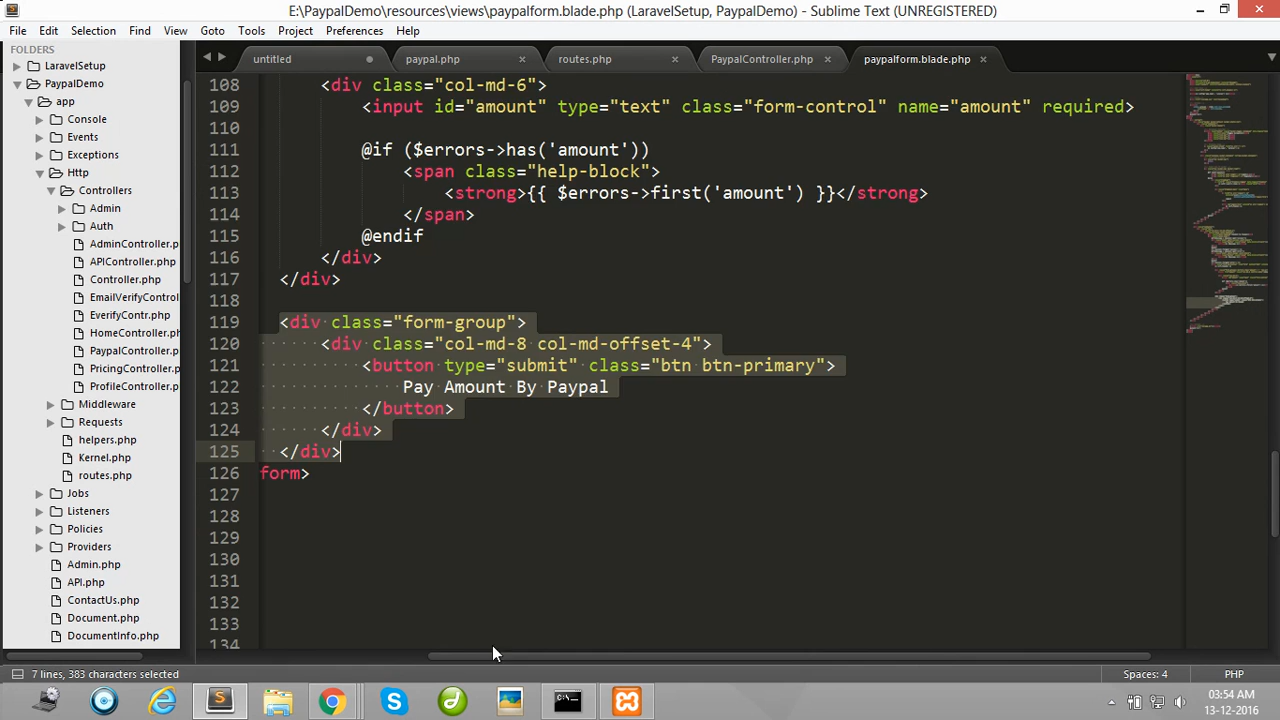 E:\PaypalDemo\resources\views\paypalform.blade.php (LaravelSetup, PaypalDemo) - Sublime Text (UNREGISTERED)
File Edit Selection Find View Goto Tools Project Preferences Help
FOLDERS
LaravelSetup
PaypalDemo
app
Console
Events
Exceptions
Http
Controllers
Admin
Auth
AdminController.p
APIController.php
Controller.php
EmailVerifyContro
EverifyContr.php
HomeController.ph
PaypalController.p
PricingController.p
ProfileController.p
Middleware
Requests
helpers.php
Kernel.php
routes.php
Jobs
Listeners
Policies
Providers
Admin.php
API.php
ContactUs.php
Document.php
DocumentInfo.php
untitled paypal.php routes.php PaypalController.php paypalform.blade.php
108 <div class="col-md-6">
109 <input id="amount" type="text" class="form-control" name="amount" required>
110
111 @if ($errors->has('amount'))
112 <span class="help-block">
113 <strong>{{ $errors->first('amount') }}</strong>
114 </span>
115 @endif
116 </div>
117 </div>
118
119 <div class="form-group">
120 <div class="col-md-8 col-md-offset-4">
121 <button type="submit" class="btn btn-primary">
122 Pay Amount By Paypal
123 </button>
124 </div>
125 </div>
126 form>
127
128
129
130
131
132
133
134
7 lines, 383 characters selected Spaces: 4 PHP
03:54 AM
13-12-2016